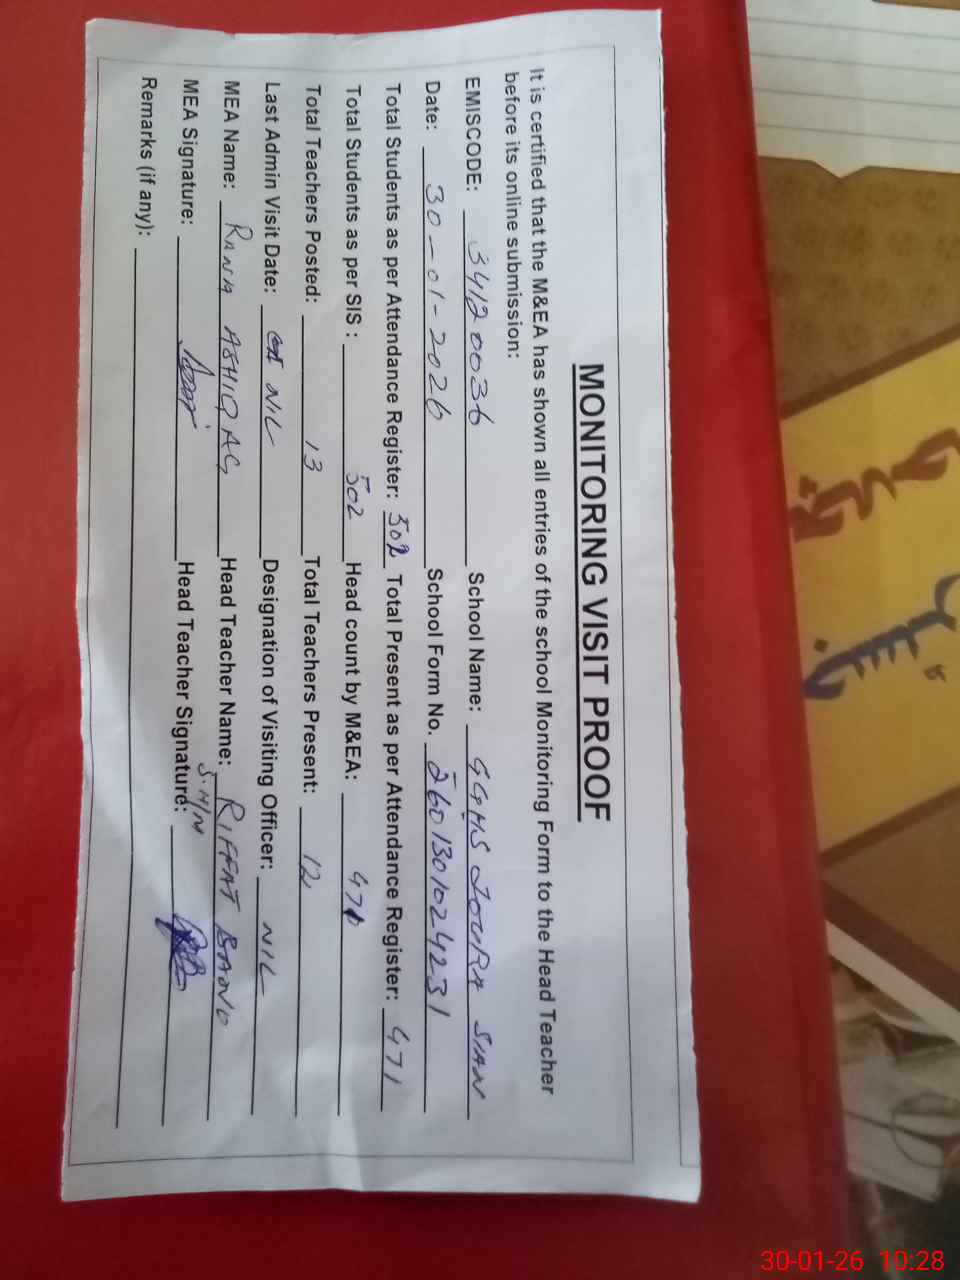 MONITORING VISIT PROOF
It is certified that the M&EA has shown all entries of the school Monitoring Form to the Head Teacher
before its online submission:
EMISCODE: 34120036 School Name: GGHS JOURA SIAN
Date: 30-01-2026 School Form No. 2601301024231
Total Students as per Attendance Register: 502 Total Present as per Attendance Register: 471
Total Students as per SIS : 502 Head count by M&EA: 471
Total Teachers Posted: 13 Total Teachers Present: 12
Last Admin Visit Date: NIL Designation of Visiting Officer: NIL
MEA Name: RANA ASHIQ Head Teacher Name: RIFFAT BANO
MEA Signature: Head Teacher Signature:
Remarks (if any):
30-01-26 10:28